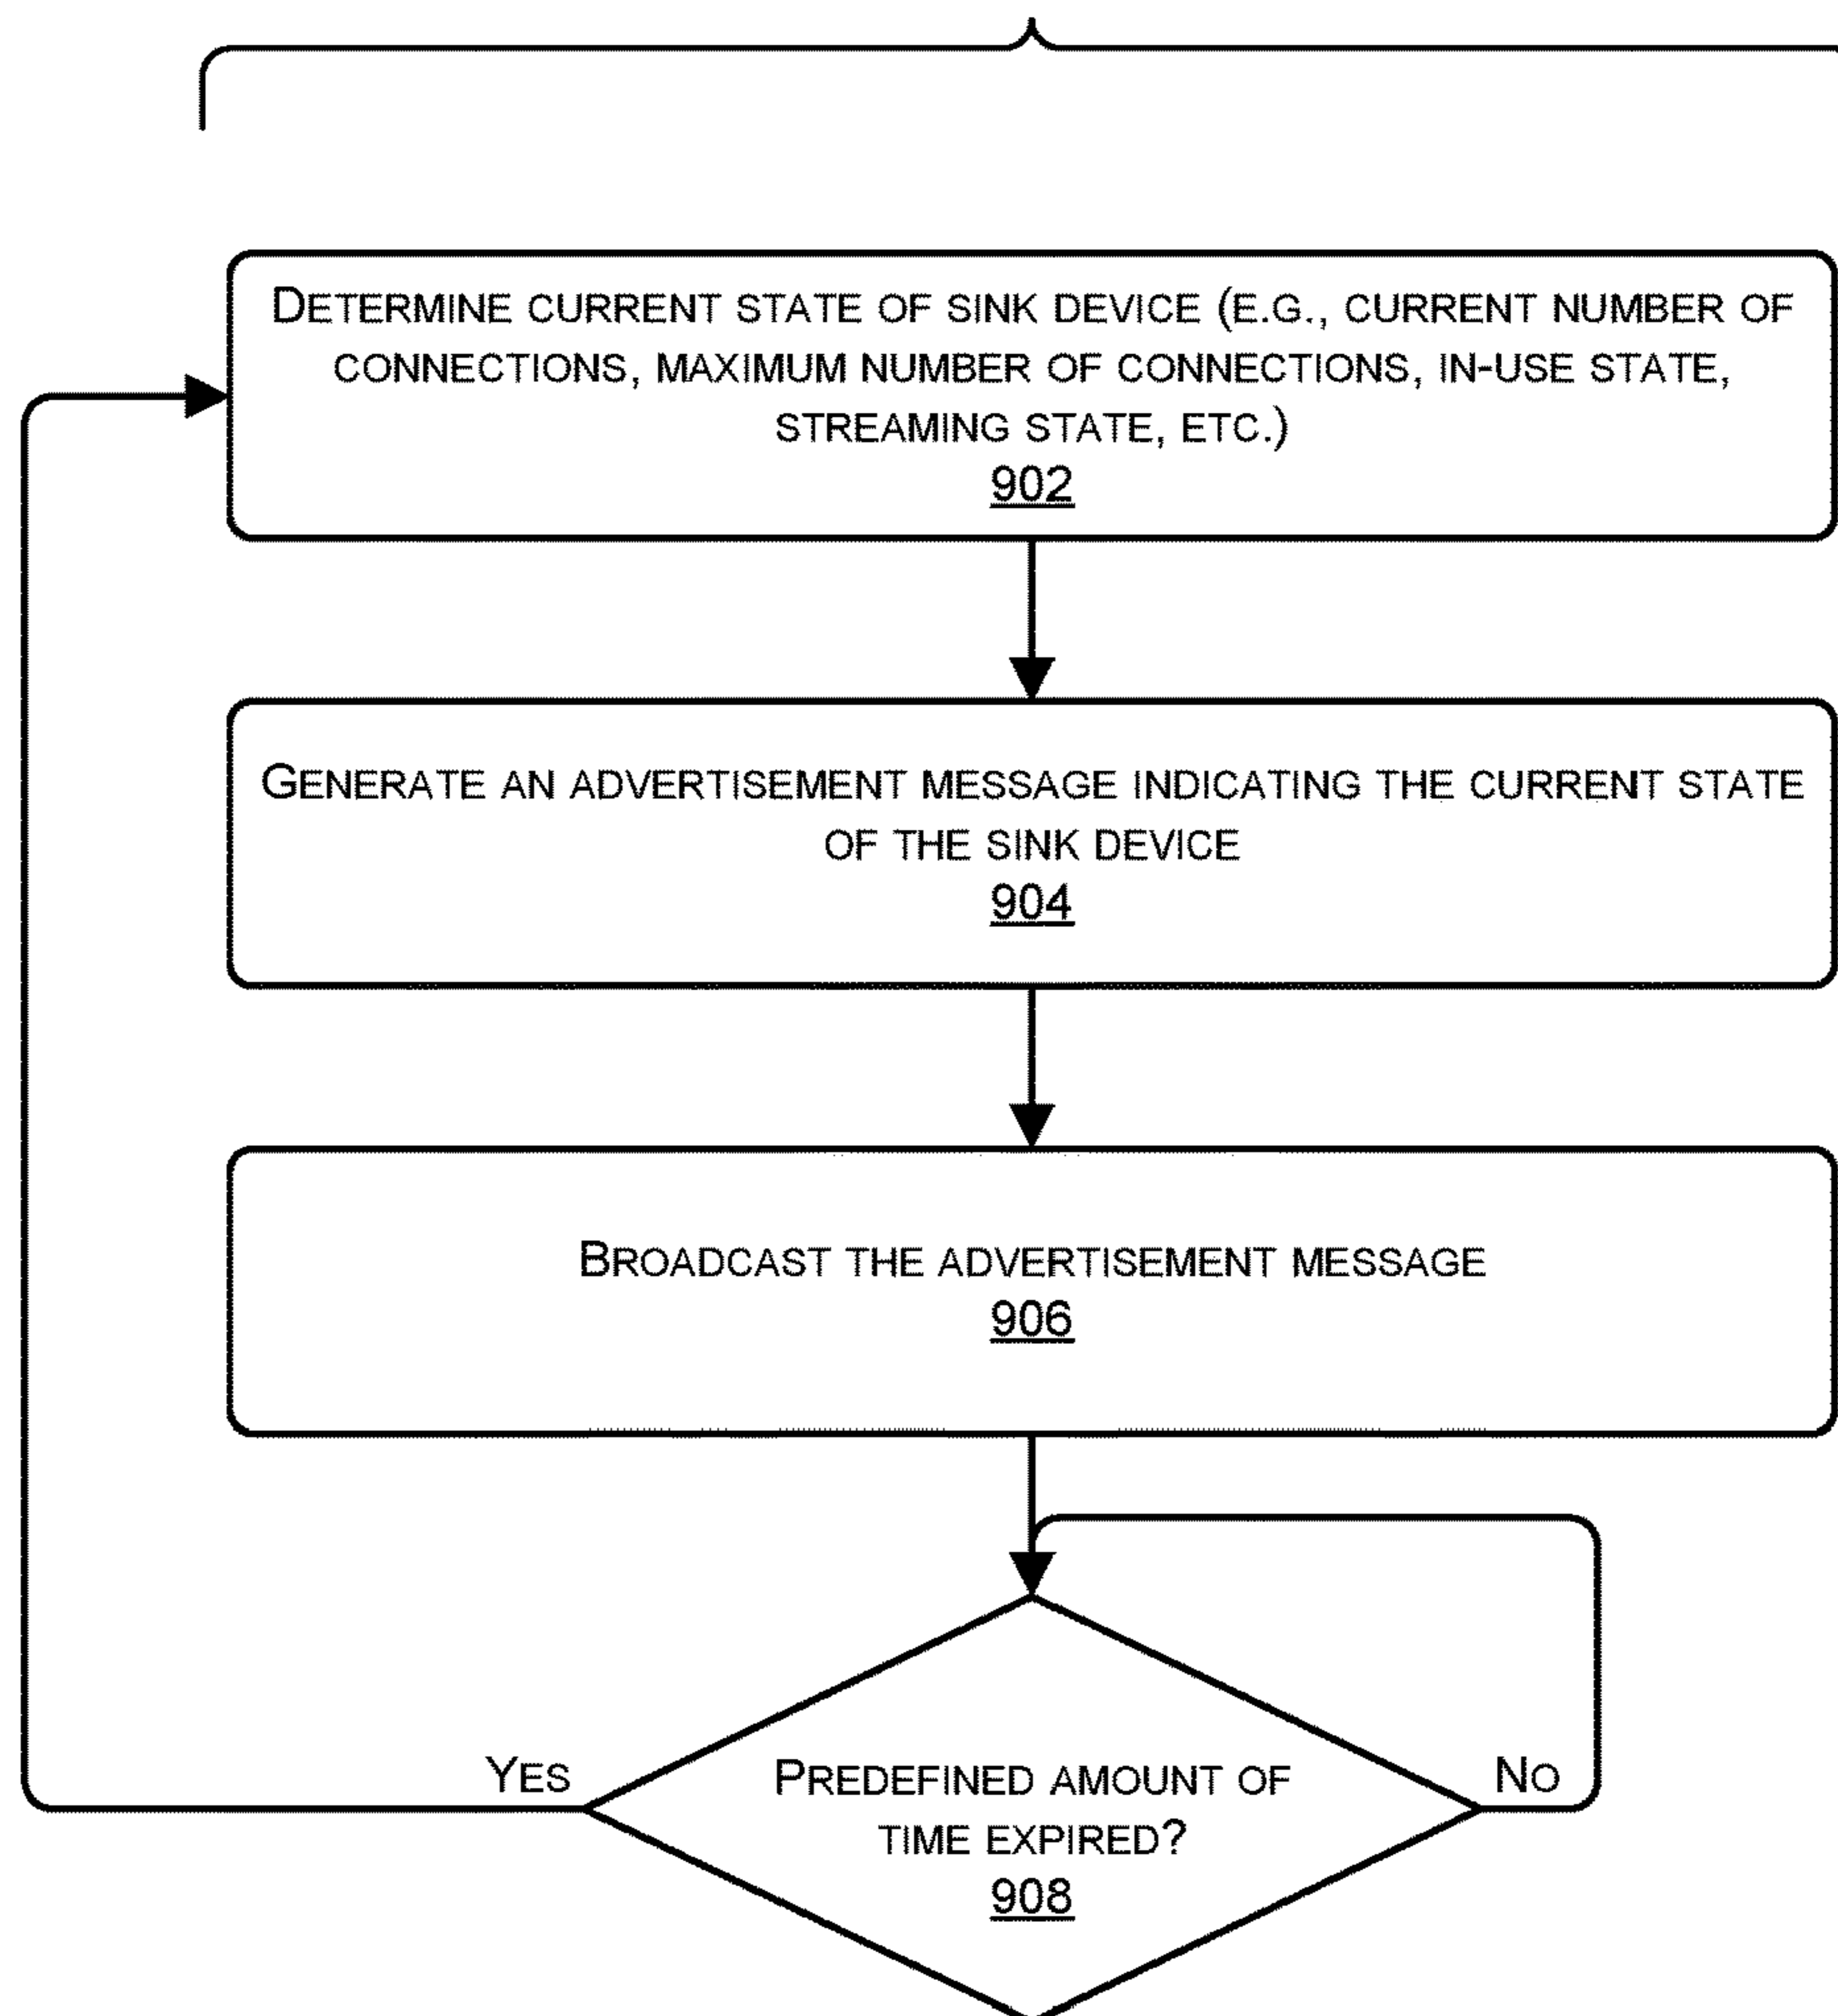 DETERMINE CURRENT STATE OF SINK DEVICE (E.G., CURRENT NUMBER OF
CONNECTIONS, MAXIMUM NUMBER OF CONNECTIONS, IN-USE STATE,
STREAMING STATE, ETC.)
902
GENERATE AN ADVERTISEMENT MESSAGE INDICATING THE CURRENT STATE
OF THE SINK DEVICE
904
BROADCAST THE ADVERTISEMENT MESSAGE
906
YES
PREDEFINED AMOUNT OF
TIME EXPIRED?
908
NO